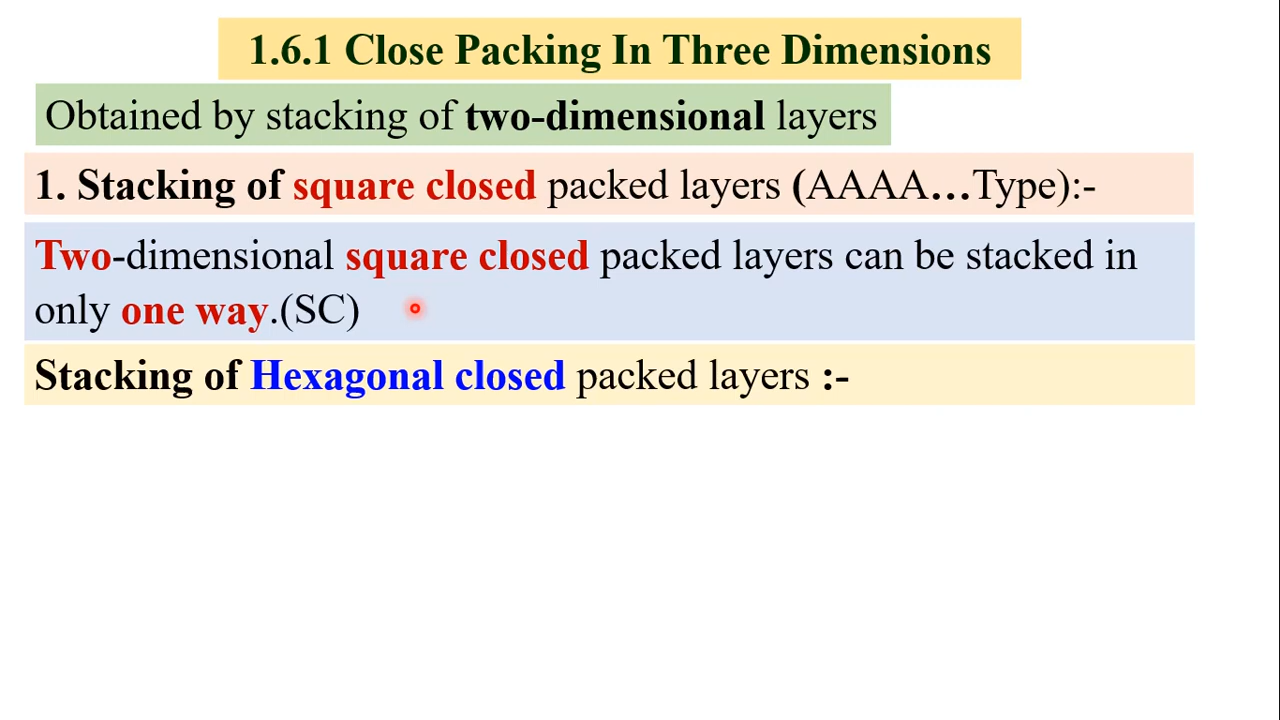 1.6.1 Close Packing In Three Dimensions
Obtained by stacking of two-dimensional layers
1. Stacking of square closed packed layers (AAAA...Type):-
Two-dimensional square closed packed layers can be stacked in
only one way.(SC)
Stacking of Hexagonal closed packed layers :-